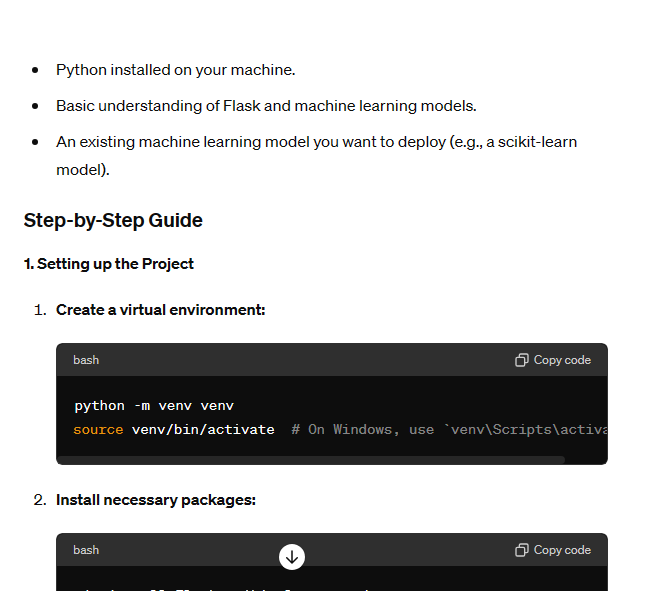 • Python installed on your machine.
• Basic understanding of Flask and machine learning models.
• An existing machine learning model you want to deploy (e.g., a scikit-learn
model).
Step-by-Step Guide
1. Setting up the Project
1. Create a virtual environment:
bash Copy code
python -m venv venv
source venv/bin/activate # On Windows, use `venv\Scripts\activa
2. Install necessary packages:
bash Copy code